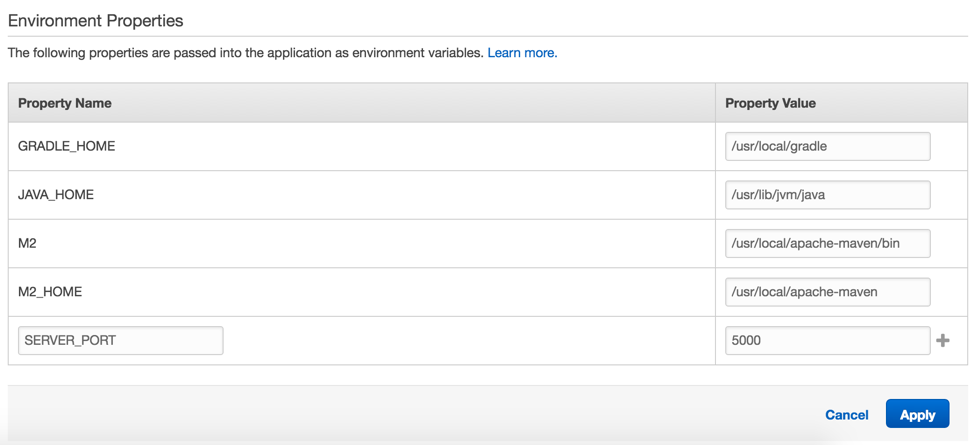 Environment Properties
The following properties are passed into the application as environment variables. Learn more.
Property Name Property Value
GRADLE_HOME /usr/local/gradle
JAVA_HOME /usr/lib/jvm/java
M2 /usr/local/apache-maven/bin
M2_HOME /usr/local/apache-maven
SERVER_PORT 5000
Cancel Apply